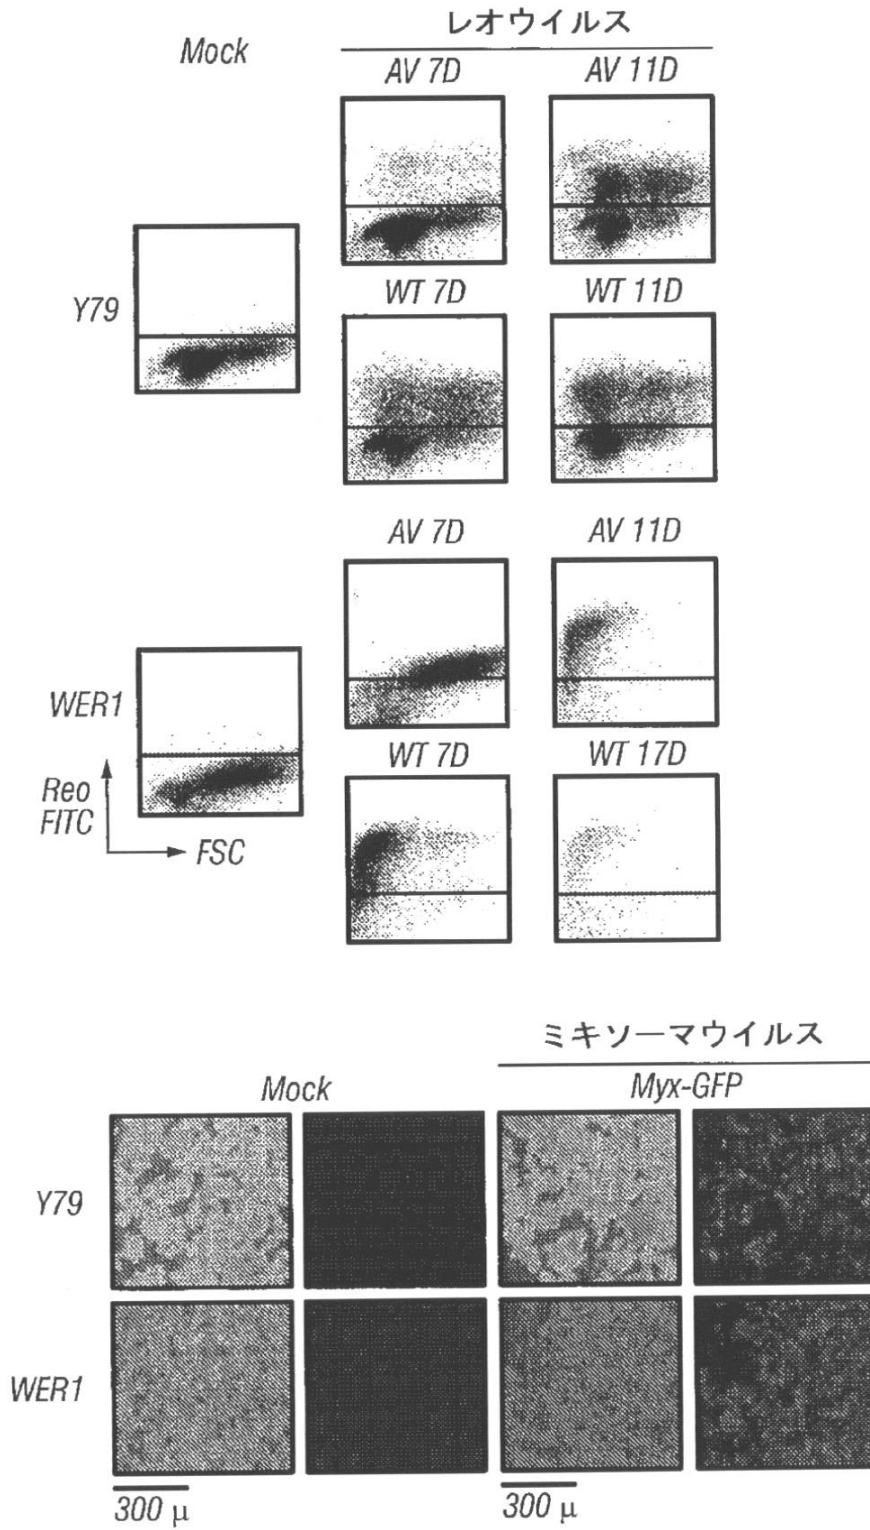 レオウイルス
Mock
AV 7D AV 11D
Y79
WT 7D WT 11D
AV 7D AV 11D
WER1
WT 7D WT 17D
Reo
FITC
FSC
ミキソーマウイルス
Mock Myx-GFP
Y79
WER1
300 μ 300 μ